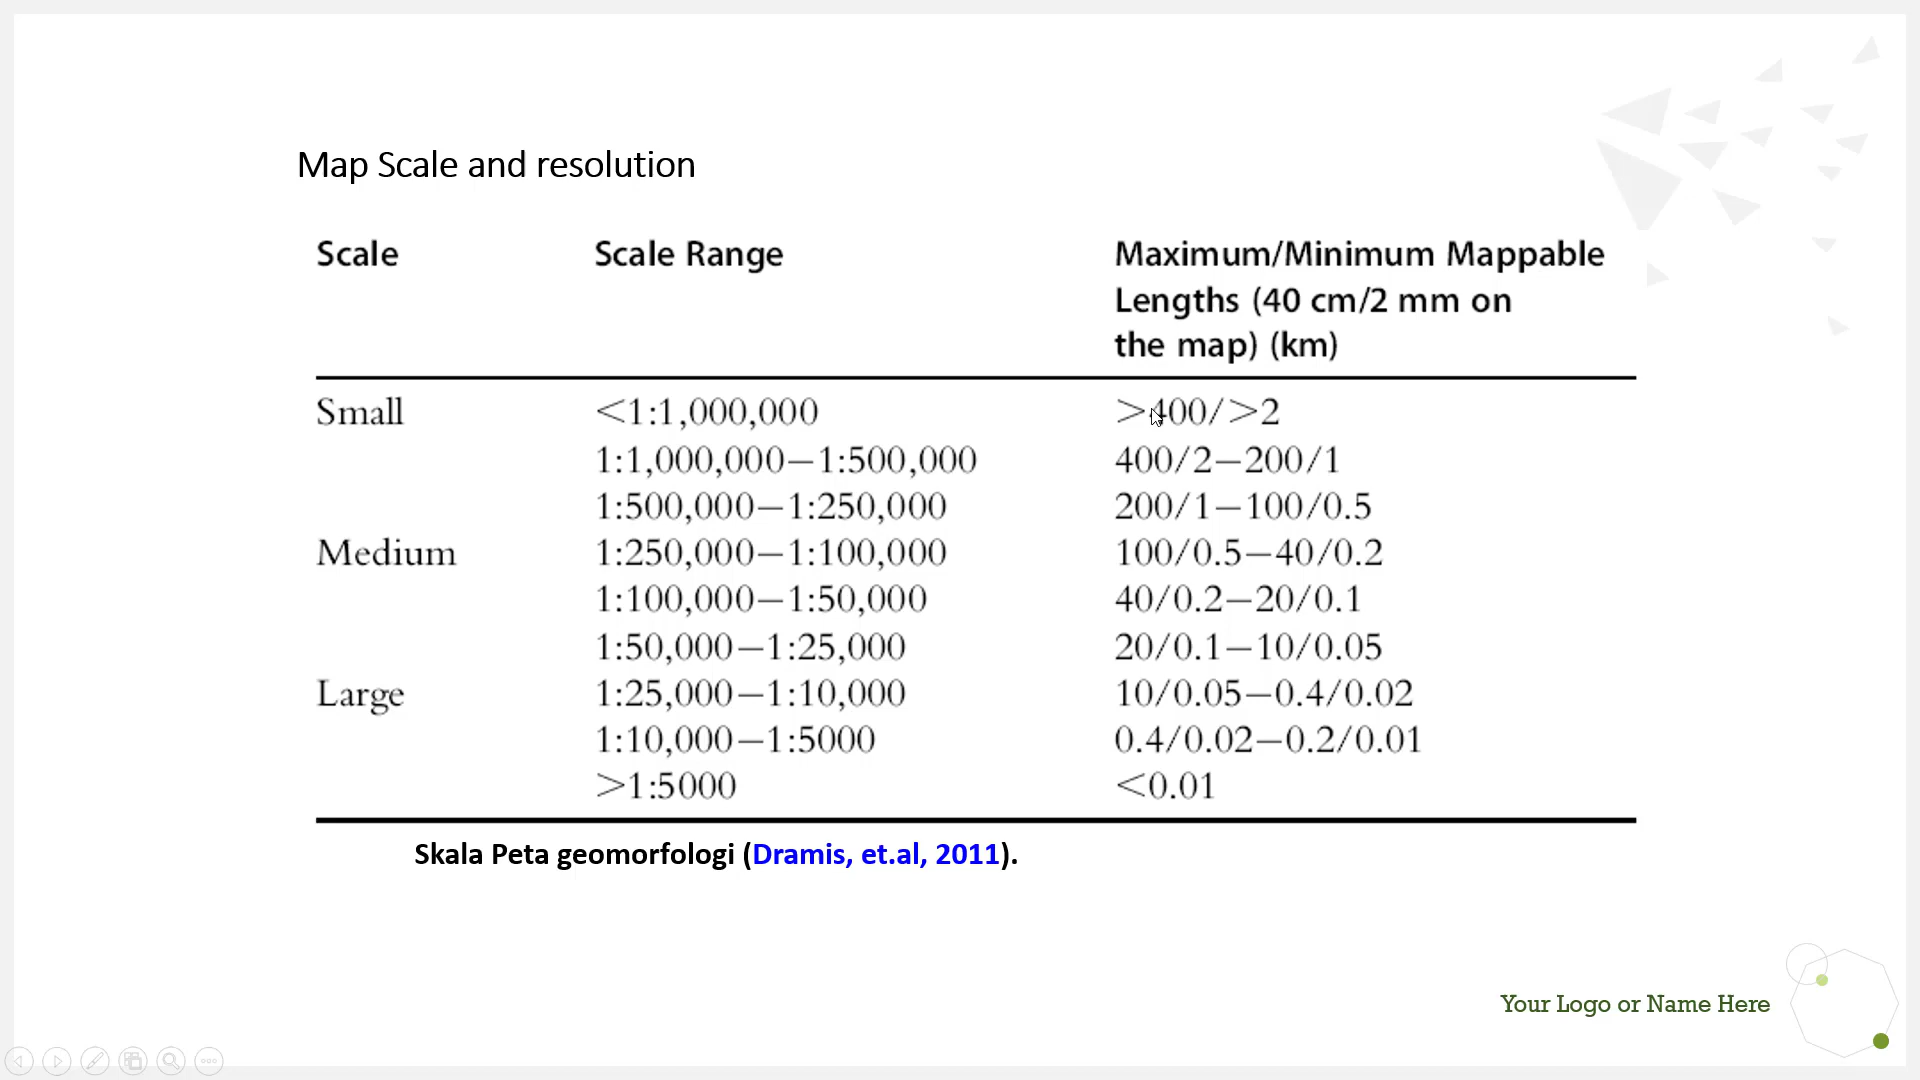 Map Scale and resolution
Scale Scale Range Maximum/Minimum Mappable
Lengths (40 cm/2 mm on
the map) (km)
Small <1:1,000,000 >400/>2
1:1,000,000–1:500,000 400/2–200/1
1:500,000–1:250,000 200/1–100/0.5
Medium 1:250,000–1:100,000 100/0.5–40/0.2
1:100,000–1:50,000 40/0.2–20/0.1
1:50,000–1:25,000 20/0.1–10/0.05
Large 1:25,000–1:10,000 10/0.05–0.4/0.02
1:10,000–1:5000 0.4/0.02–0.2/0.01
>1:5000 <0.01
Skala Peta geomorfologi (Dramis, et.al, 2011).
Your Logo or Name Here